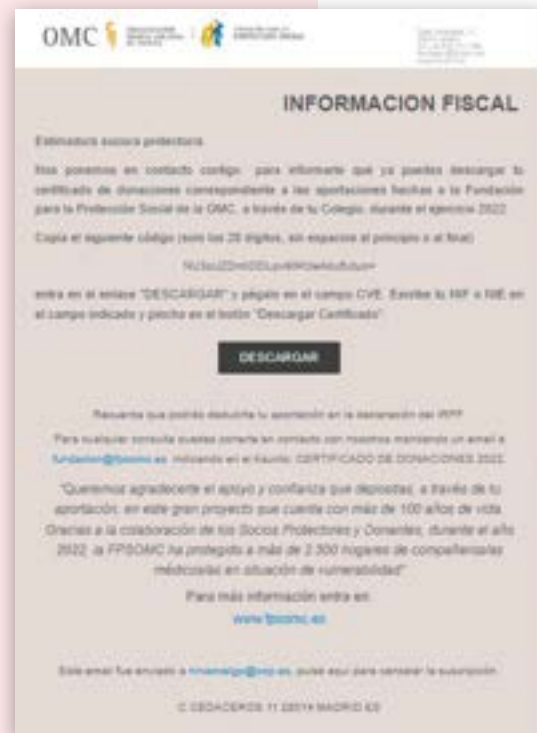 OMC
INFORMACION FISCAL
Estimado/a socio/a protector/a
Nos ponemos en contacto contigo para informarte que ya puedes descargar tu
certificado de donaciones correspondiente a las aportaciones hechas a la Fundación
para la Protección Social de la OMC, a través de tu Colegio, durante el ejercicio 2022
Copia el siguiente código (solo los 20 dígitos, sin espacios al principio o al final)
entra en el enlace "DESCARGAR" y pégalo en el campo CVE. Escribe tu NIF o NIE en
el campo indicado y pincha en el botón "Descargar Certificado"
DESCARGAR
Recuerda que podrás deducirte tu aportación en la declaración del IRPF
Para cualquier consulta puedes ponerte en contacto con nosotros mandando un email a
fundacion@fpsomc.es indicando en el Asunto: CERTIFICADO DE DONACIONES 2022
"Queremos agradecerte el apoyo y confianza que depositas, a través de tu
aportación, en este gran proyecto que cuenta con más de 100 años de vida.
Gracias a la colaboración de los Socios Protectores y Donantes, durante el año
2022, la FPSOMC ha protegido a más de 2.300 hogares de compañeros/as
médicos/as en situación de vulnerabilidad"
Para más información entra en:
www.fpsomc.es
Este email fue enviado a pulse aquí para cancelar la suscripción.
C CEDACEROS 11 28014 MADRID ES